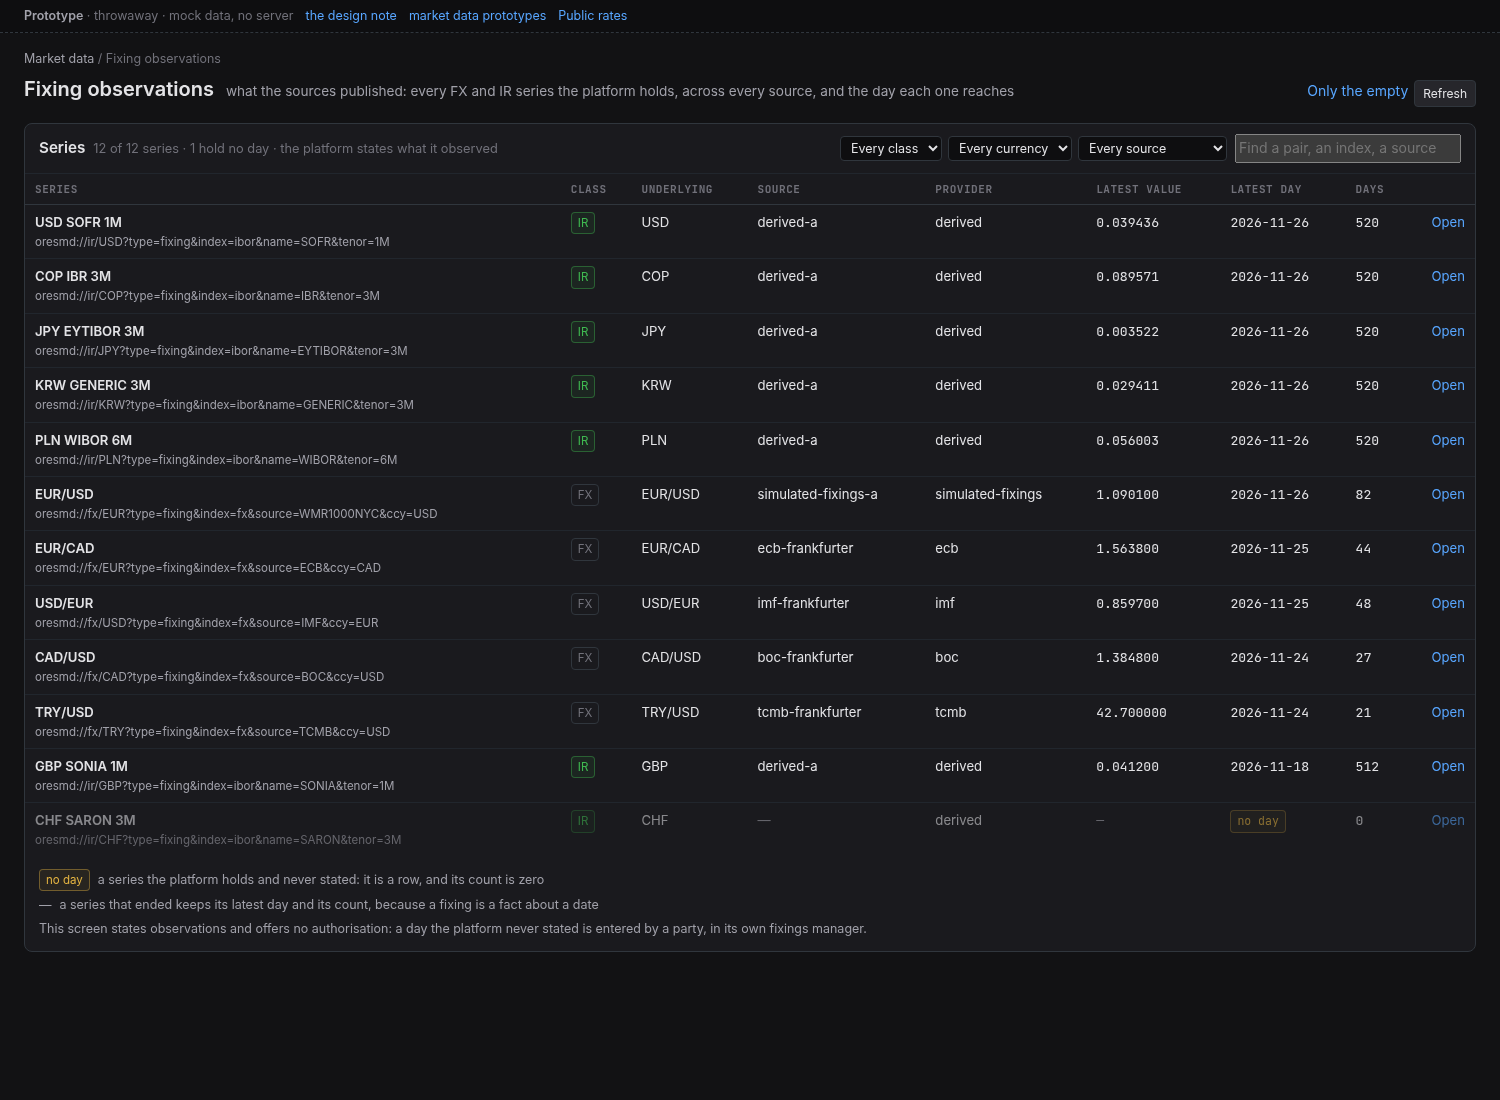 Prototype · throwaway · mock data, no server the design note market data prototypes Public rates
Market data / Fixing observations
Fixing observations what the sources published: every FX and IR series the platform holds, across every source, and the day each one reaches Only the empty Refresh
Series 12 of 12 series · 1 hold no day · the platform states what it observed Every class Every currency Every source Find a pair, an index, a source
SERIES CLASS UNDERLYING SOURCE PROVIDER LATEST VALUE LATEST DAY DAYS
USD SOFR 1M IR USD derived-a derived 0.039436 2026-11-26 520 Open
oresmd://ir/USD?type=fixing&index=ibor&name=SOFR&tenor=1M
COP IBR 3M IR COP derived-a derived 0.089571 2026-11-26 520 Open
oresmd://ir/COP?type=fixing&index=ibor&name=IBR&tenor=3M
JPY EYTIBOR 3M IR JPY derived-a derived 0.003522 2026-11-26 520 Open
oresmd://ir/JPY?type=fixing&index=ibor&name=EYTIBOR&tenor=3M
KRW GENERIC 3M IR KRW derived-a derived 0.029411 2026-11-26 520 Open
oresmd://ir/KRW?type=fixing&index=ibor&name=GENERIC&tenor=3M
PLN WIBOR 6M IR PLN derived-a derived 0.056003 2026-11-26 520 Open
oresmd://ir/PLN?type=fixing&index=ibor&name=WIBOR&tenor=6M
EUR/USD FX EUR/USD simulated-fixings-a simulated-fixings 1.090100 2026-11-26 82 Open
oresmd://fx/EUR?type=fixing&index=fx&source=WMR1000NYC&ccy=USD
EUR/CAD FX EUR/CAD ecb-frankfurter ecb 1.563800 2026-11-25 44 Open
oresmd://fx/EUR?type=fixing&index=fx&source=ECB&ccy=CAD
USD/EUR FX USD/EUR imf-frankfurter imf 0.859700 2026-11-25 48 Open
oresmd://fx/USD?type=fixing&index=fx&source=IMF&ccy=EUR
CAD/USD FX CAD/USD boc-frankfurter boc 1.384800 2026-11-24 27 Open
oresmd://fx/CAD?type=fixing&index=fx&source=BOC&ccy=USD
TRY/USD FX TRY/USD tcmb-frankfurter tcmb 42.700000 2026-11-24 21 Open
oresmd://fx/TRY?type=fixing&index=fx&source=TCMB&ccy=USD
GBP SONIA 1M IR GBP derived-a derived 0.041200 2026-11-18 512 Open
oresmd://ir/GBP?type=fixing&index=ibor&name=SONIA&tenor=1M
CHF SARON 3M IR CHF — derived — no day 0 Open
oresmd://ir/CHF?type=fixing&index=ibor&name=SARON&tenor=3M
no day a series the platform holds and never stated: it is a row, and its count is zero
— a series that ended keeps its latest day and its count, because a fixing is a fact about a date
This screen states observations and offers no authorisation: a day the platform never stated is entered by a party, in its own fixings manager.